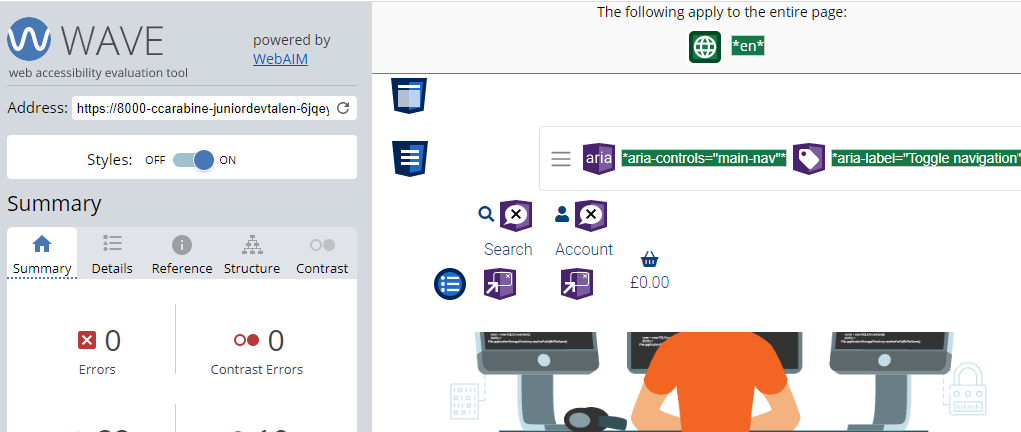 WAVE
web accessibility evaluation tool
powered by
WebAIM
Address: https://8000-ccarabine-juniordevtalen-6jqey
Styles: OFF ON
Summary
Summary Details Reference Structure Contrast
0 0
Errors Contrast Errors
The following apply to the entire page:
*en*
aria *aria-controls="main-nav"* *aria-label="Toggle navigation"
Search Account
£0.00